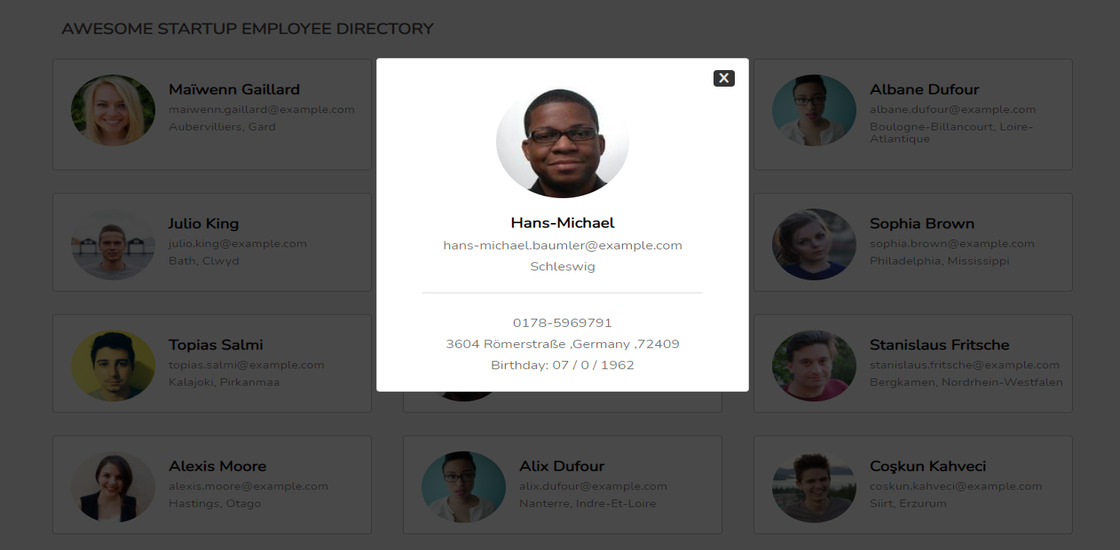 AWESOME STARTUP EMPLOYEE DIRECTORY
Maïwenn Gaillard
maiwenn.gaillard@example.com
Aubervilliers, Gard
X
Hans-Michael
hans-michael.baumler@example.com
Schleswig
0178-5969791
3604 Römerstraße ,Germany ,72409
Birthday: 07 / 0 / 1962
Albane Dufour
albane.dufour@example.com
Boulogne-Billancourt, Loire-
Atlantique
Julio King
julio.king@example.com
Bath, Clwyd
Sophia Brown
sophia.brown@example.com
Philadelphia, Mississippi
Topias Salmi
topias.salmi@example.com
Kalajoki, Pirkanmaa
Stanislaus Fritsche
stanislaus.fritsche@example.com
Bergkamen, Nordrhein-Westfalen
Alexis Moore
alexis.moore@example.com
Hastings, Otago
Alix Dufour
alix.dufour@example.com
Nanterre, Indre-Et-Loire
Coşkun Kahveci
coskun.kahveci@example.com
Siirt, Erzurum